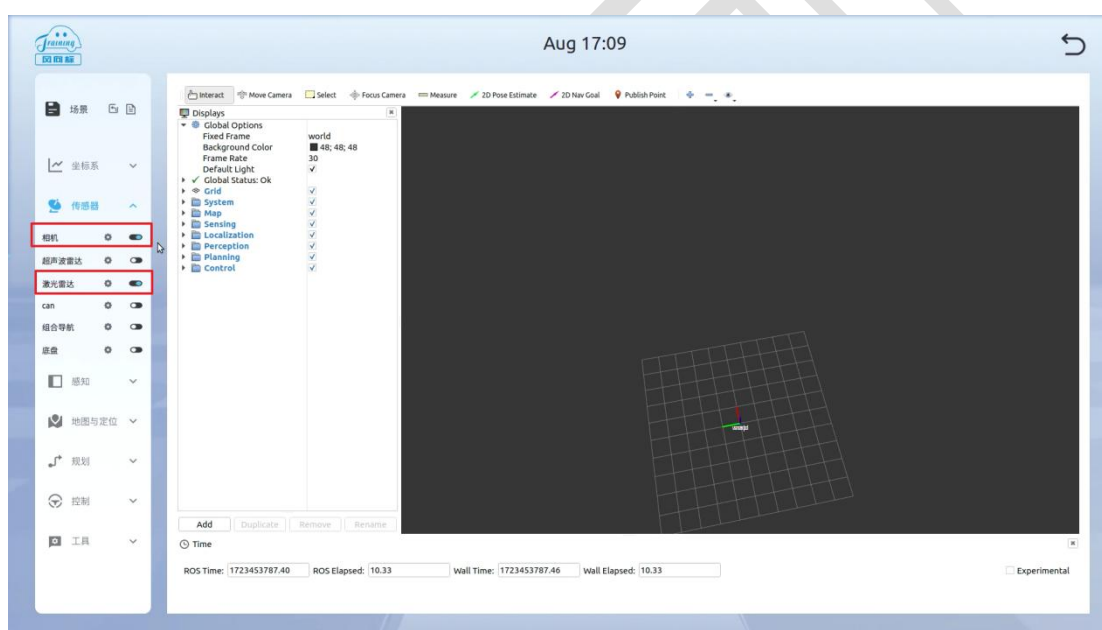 Training
风向标
Aug 17:09
场景
坐标系
传感器
相机
超声波雷达
激光雷达
can
组合导航
底盘
感知
地图与定位
规划
控制
工具
Interact Move Camera Select Focus Camera Measure 2D Pose Estimate 2D Nav Goal Publish Point
Displays
Global Options
Fixed Frame world
Background Color 48; 48; 48
Frame Rate 30
Default Light
Global Status: Ok
Grid
System
Map
Sensing
Localization
Perception
Planning
Control
world
Add Duplicate Remove Rename
Time
ROS Time: 1723453787.40 ROS Elapsed: 10.33 Wall Time: 1723453787.46 Wall Elapsed: 10.33 Experimental